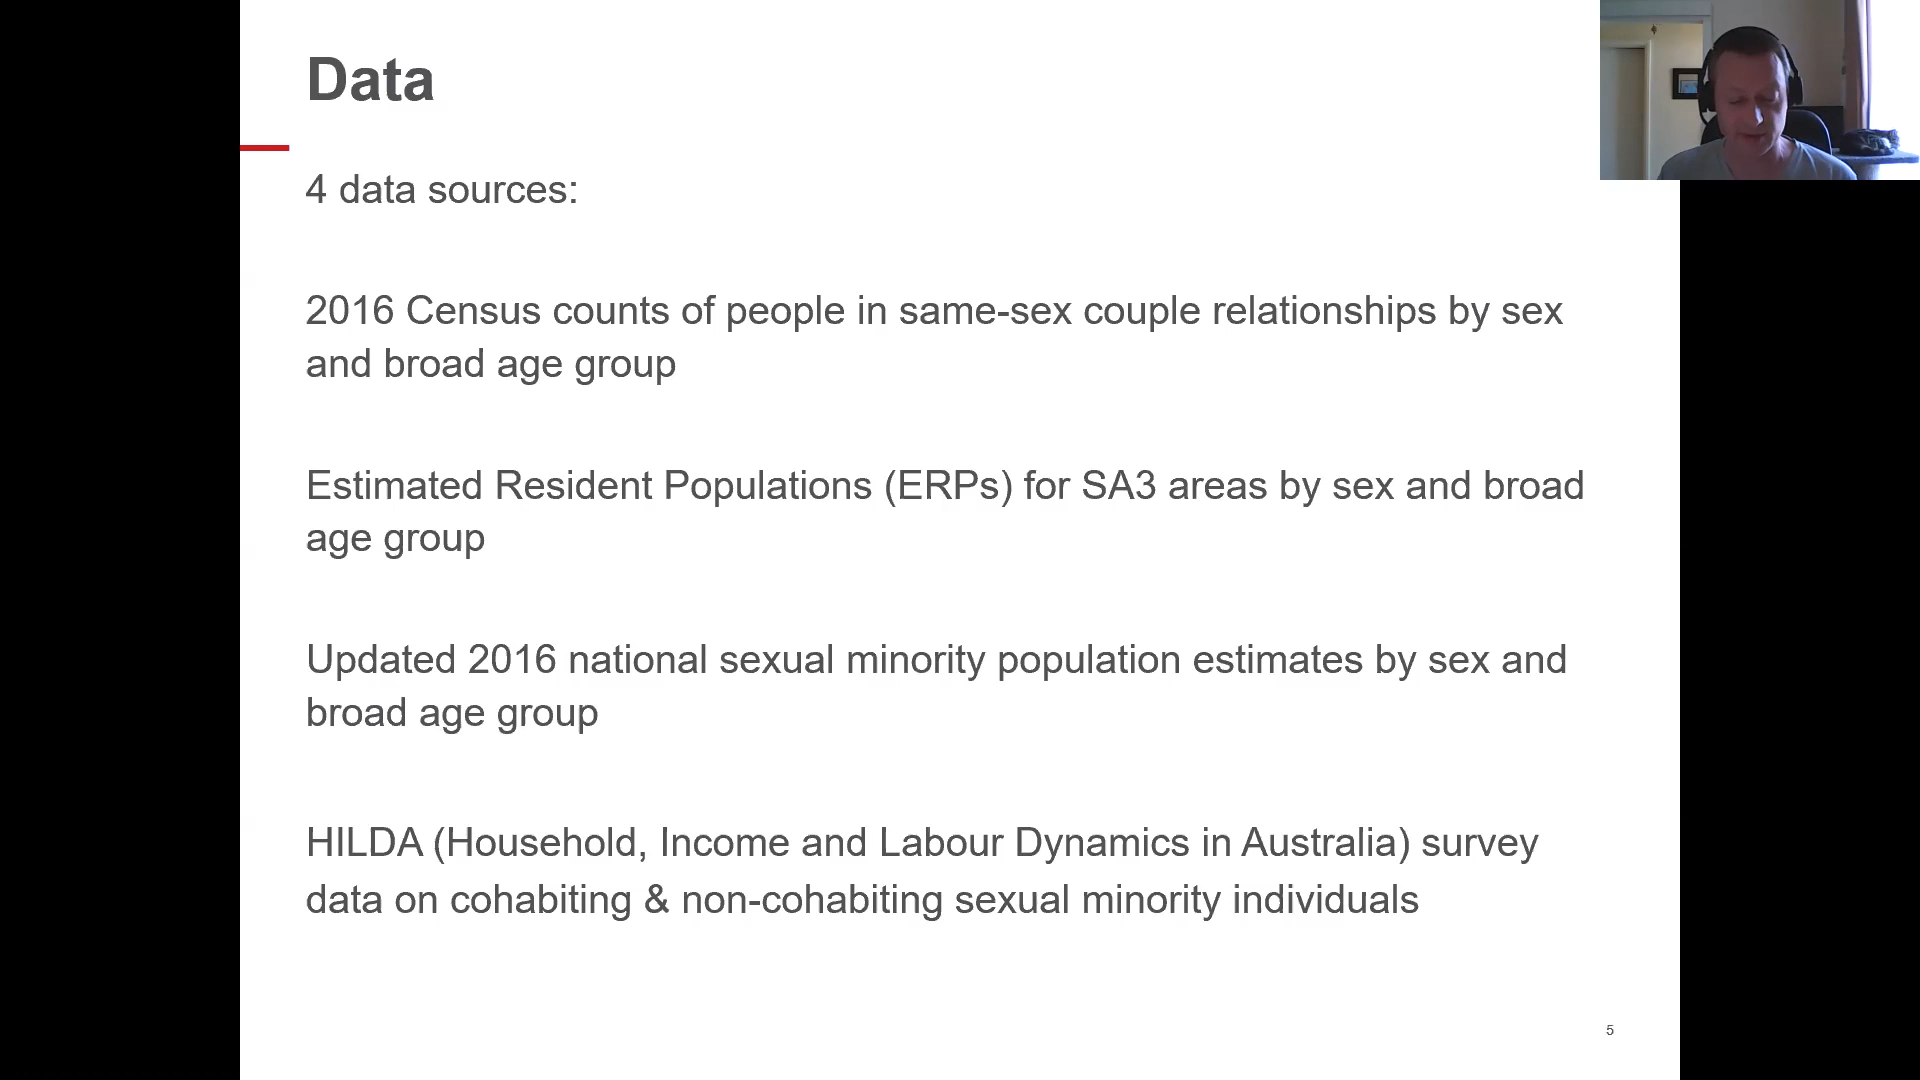 Data
4 data sources:
2016 Census counts of people in same-sex couple relationships by sex
and broad age group
Estimated Resident Populations (ERPs) for SA3 areas by sex and broad
age group
Updated 2016 national sexual minority population estimates by sex and
broad age group
HILDA (Household, Income and Labour Dynamics in Australia) survey
data on cohabiting & non-cohabiting sexual minority individuals
5